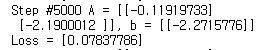 Step #5000 A = [[-0.11919733]
[-2.1900012 ]], b = [[-2.2715776]]
Loss = [0.07837786]